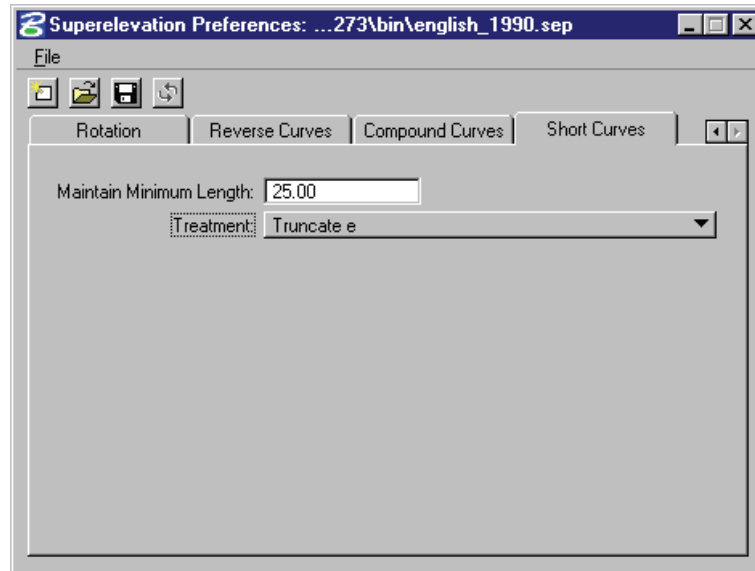 Superelevation Preferences: ...273\bin\english_1990.sep
File
Rotation Reverse Curves Compound Curves Short Curves
Maintain Minimum Length: 25.00
Treatment: Truncate e